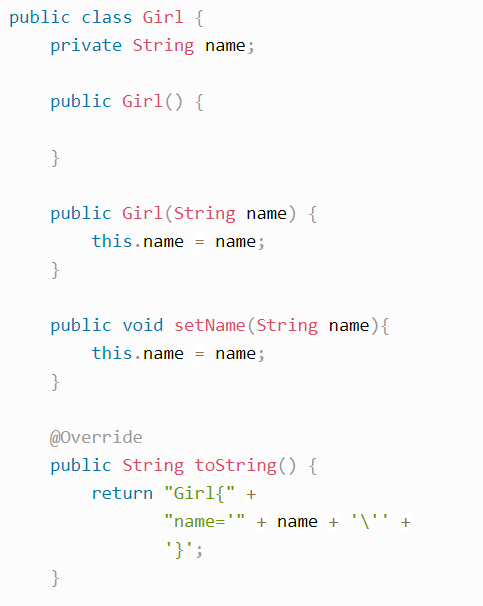 public class Girl {
    private String name;

    public Girl() {

    }

    public Girl(String name) {
        this.name = name;
    }

    public void setName(String name){
        this.name = name;
    }

    @Override
    public String toString() {
        return "Girl{" +
               "name='" + name + '\'' +
               '}';
    }